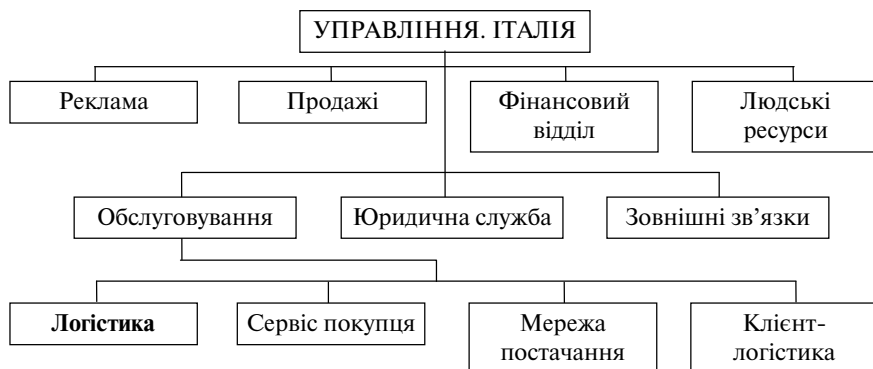 УПРАВЛІННЯ. ІТАЛІЯ
Реклама
Продажі
Фінансовий
відділ
Людські
ресурси
Обслуговування
Юридична служба
Зовнішні зв’язки
Логістика
Сервіс покупця
Мережа
постачання
Клієнт-
логістика